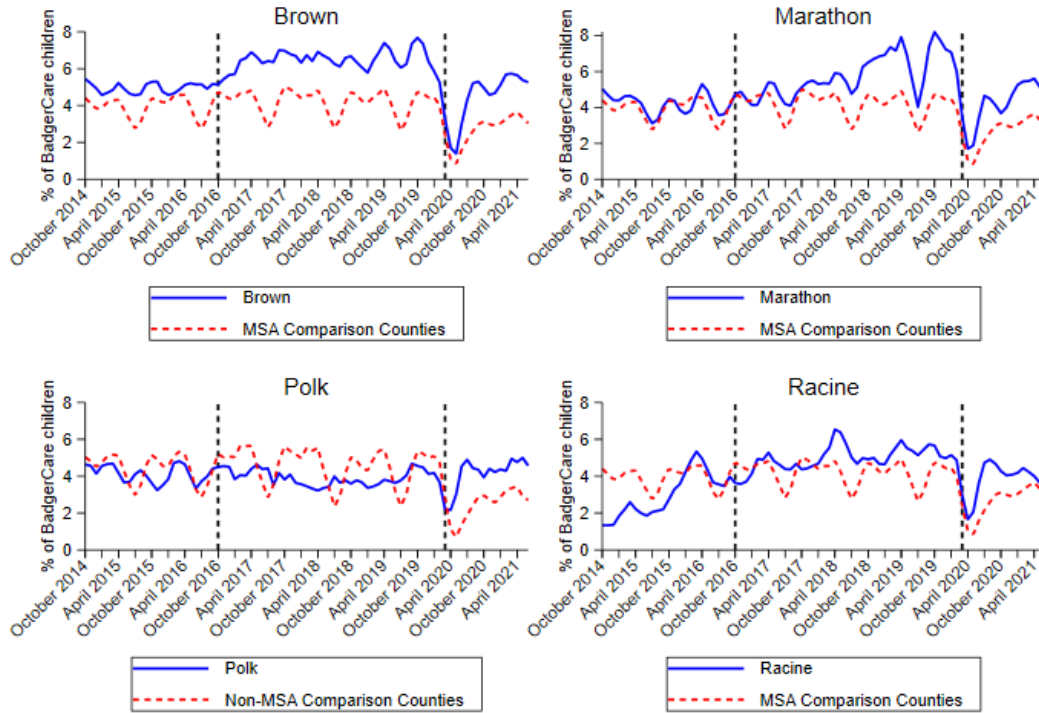 Brown
% of BadgerCare children
8
6
4
2
0
October 2014
April 2015
October 2015
April 2016
October 2016
April 2017
October 2017
April 2018
October 2018
April 2019
October 2019
April 2020
October 2020
April 2021
Brown
MSA Comparison Counties
Marathon
% of BadgerCare children
8
6
4
2
0
October 2014
April 2015
October 2015
April 2016
October 2016
April 2017
October 2017
April 2018
October 2018
April 2019
October 2019
April 2020
October 2020
April 2021
Marathon
MSA Comparison Counties
Polk
% of BadgerCare children
8
6
4
2
0
October 2014
April 2015
October 2015
April 2016
October 2016
April 2017
October 2017
April 2018
October 2018
April 2019
October 2019
April 2020
October 2020
April 2021
Polk
Non-MSA Comparison Counties
Racine
% of BadgerCare children
8
6
4
2
0
October 2014
April 2015
October 2015
April 2016
October 2016
April 2017
October 2017
April 2018
October 2018
April 2019
October 2019
April 2020
October 2020
April 2021
Racine
MSA Comparison Counties